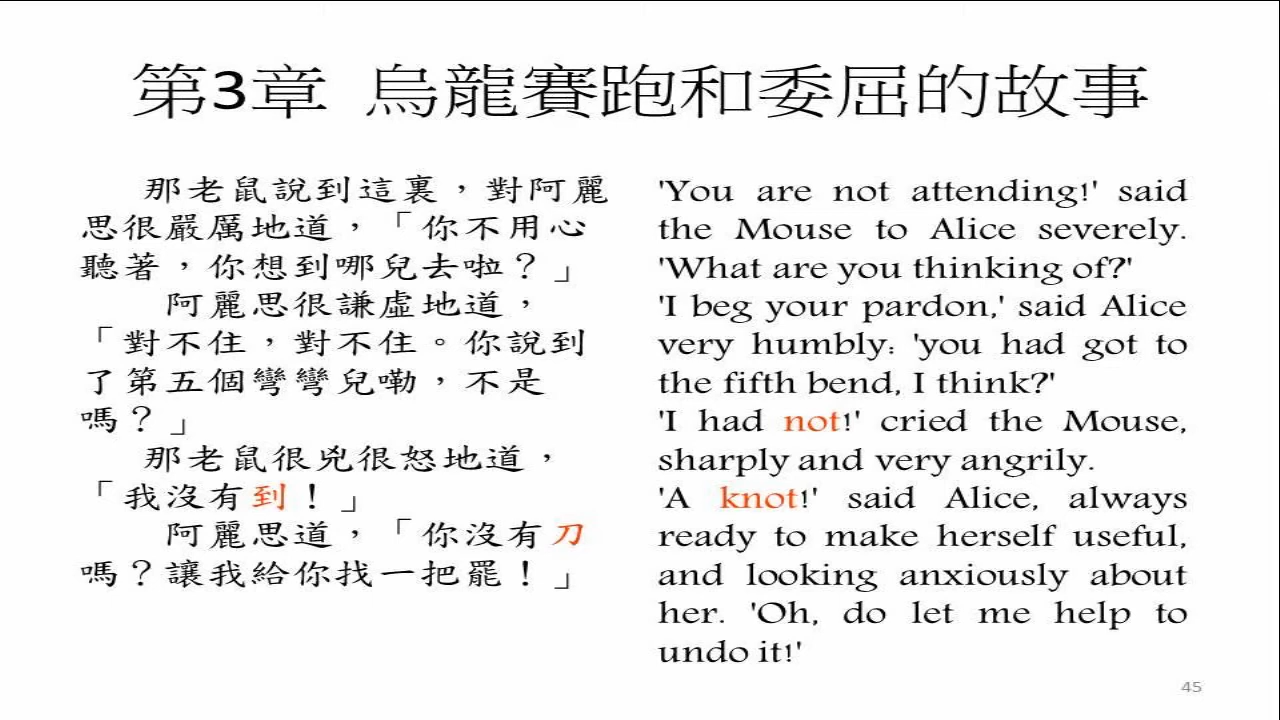 第3章 烏龍賽跑和委屈的故事
那老鼠說到這裏，對阿麗
思很嚴厲地道，「你不用心
聽著，你想到哪兒去啦？」
阿麗思很謙虛地道，
「對不住，對不住。你說到
了第五個彎彎兒嘞，不是
嗎？」
那老鼠很兇很怒地道，
「我沒有到！」
阿麗思道，「你沒有刀
嗎？讓我給你找一把罷！」
'You are not attending!' said
the Mouse to Alice severely.
'What are you thinking of?'
'I beg your pardon,' said Alice
very humbly: 'you had got to
the fifth bend, I think?'
'I had not!' cried the Mouse,
sharply and very angrily.
'A knot!' said Alice, always
ready to make herself useful,
and looking anxiously about
her. 'Oh, do let me help to
undo it!'
45